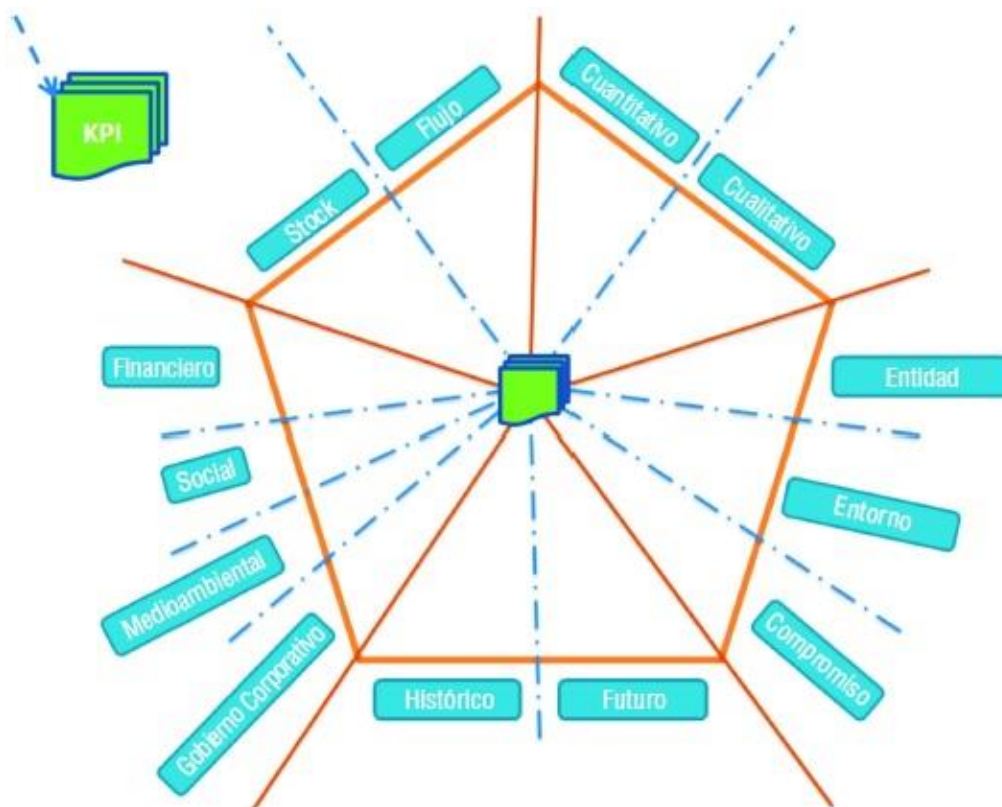 KPI
Flujo
Stock
Cuantitativo
Cualitativo
Financiero
Social
Medioambiental
Gobierno Corporativo
Histórico
Futuro
Entidad
Entorno
Compromiso